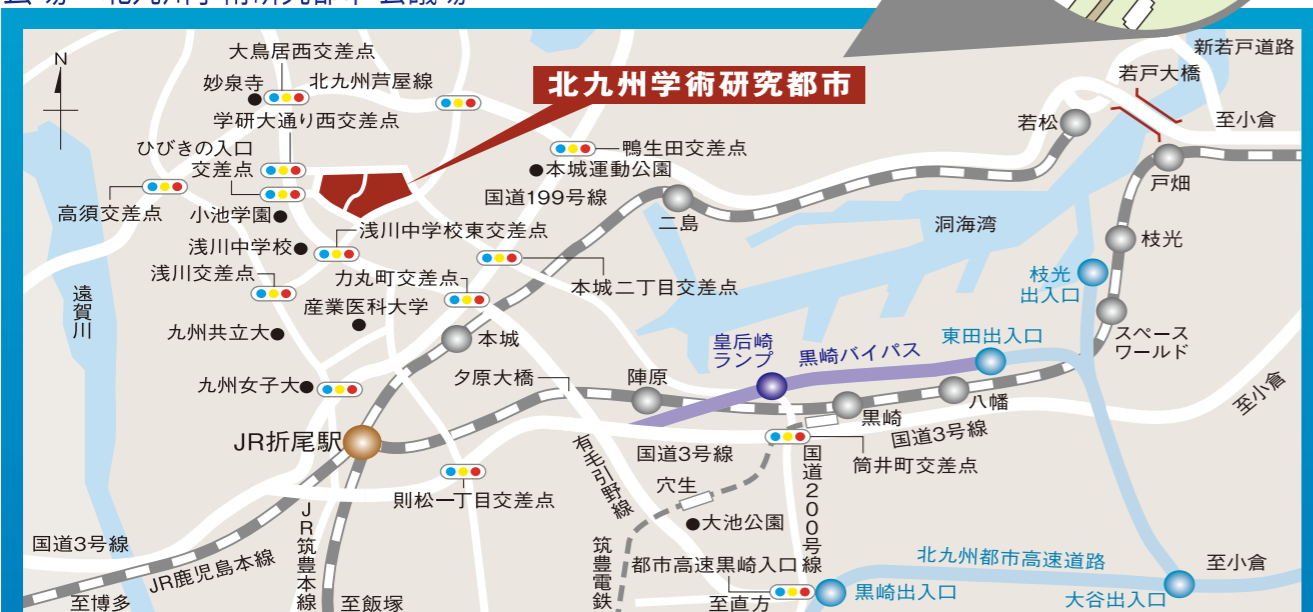 新若戸道路
大鳥居西交差点
N
妙泉寺
北九州芦屋線
北九州学術研究都市
若戸大橋
学研大通り西交差点
若松
至小倉
ひびきの入口
交差点
鴨生田交差点
本城運動公園
戸畑
国道199号線
高須交差点
小池学園
二島
洞海湾
浅川中学校東交差点
枝光
浅川中学校
浅川交差点
力丸町交差点
本城二丁目交差点
枝光
出入口
遠賀川
産業医科大学
九州共立大
本城
皇后崎
ランプ
黒崎バイパス
東田出入口
スペース
ワールド
九州女子大
夕原大橋
陣原
八幡
至小倉
黒崎
国道3号線
JR折尾駅
有毛引野線
国道3号線
国道200号線
筒井町交差点
則松一丁目交差点
穴生
大池公園
国道3号線
JR鹿児島本線
JR筑豊本線
筑豊電鉄
都市高速黒崎入口
北九州都市高速道路
至小倉
至博多
至飯塚
至直方
黒崎出入口
大谷出入口